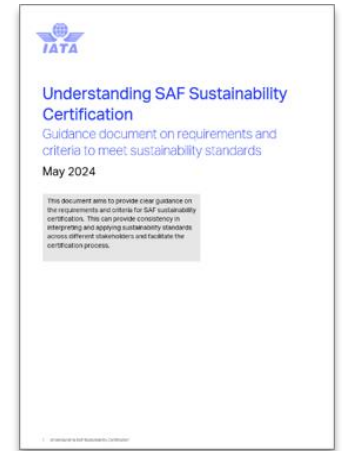 IATA
Understanding SAF Sustainability
Certification
Guidance document on requirements and
criteria to meet sustainability standards
May 2024
This document aims to provide clear guidance on
the requirements and criteria for SAF sustainability
certification. This can provide consistency in
interpreting and applying sustainability standards
across different stakeholders and facilitate the
certification process.